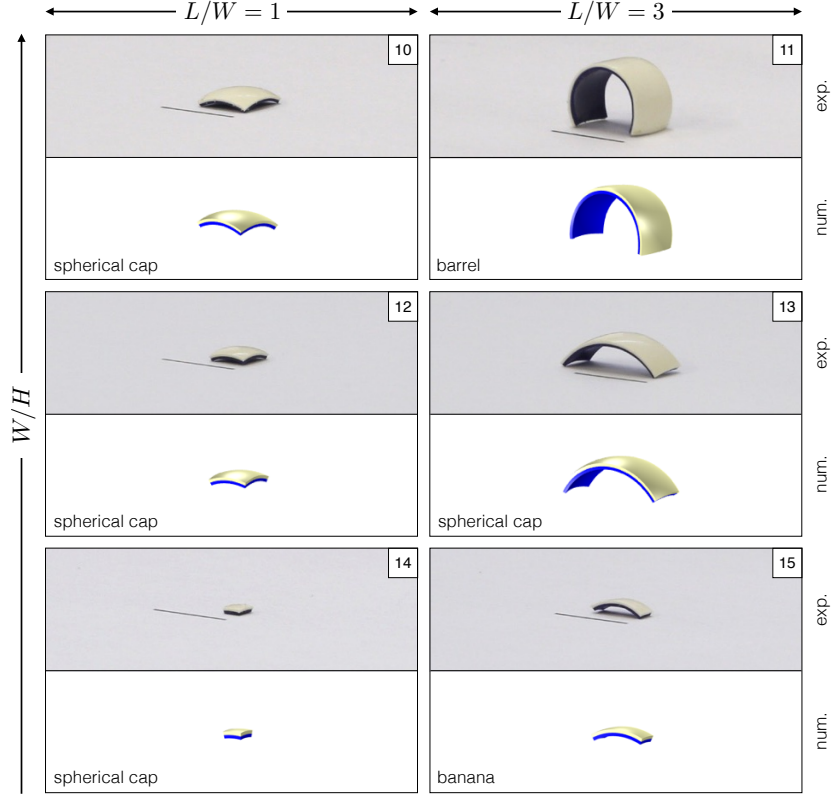 L/W = 1
L/W = 3
10
11
exp.
num.
spherical cap
barrel
12
13
W/H
exp.
num.
spherical cap
spherical cap
14
15
exp.
num.
spherical cap
banana